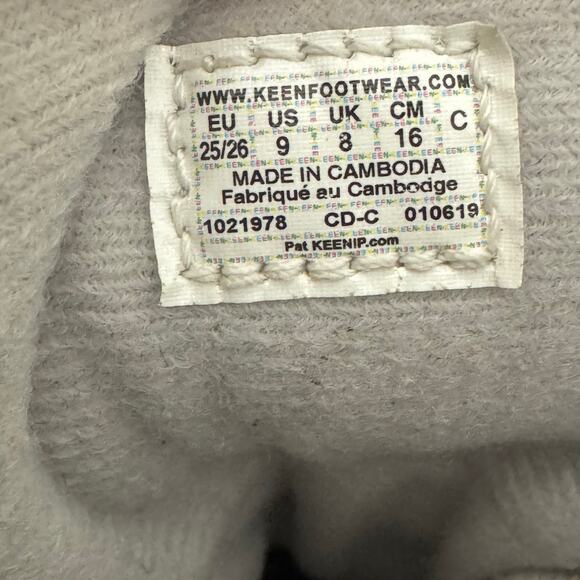 WWW.KEENFOOTWEAR.COM
EU US UK CM C
25/26 9 8 16
MADE IN CAMBODIA
Fabriqué au Cambodge
1021978 CD-C 010619
Pat KEENIP.com